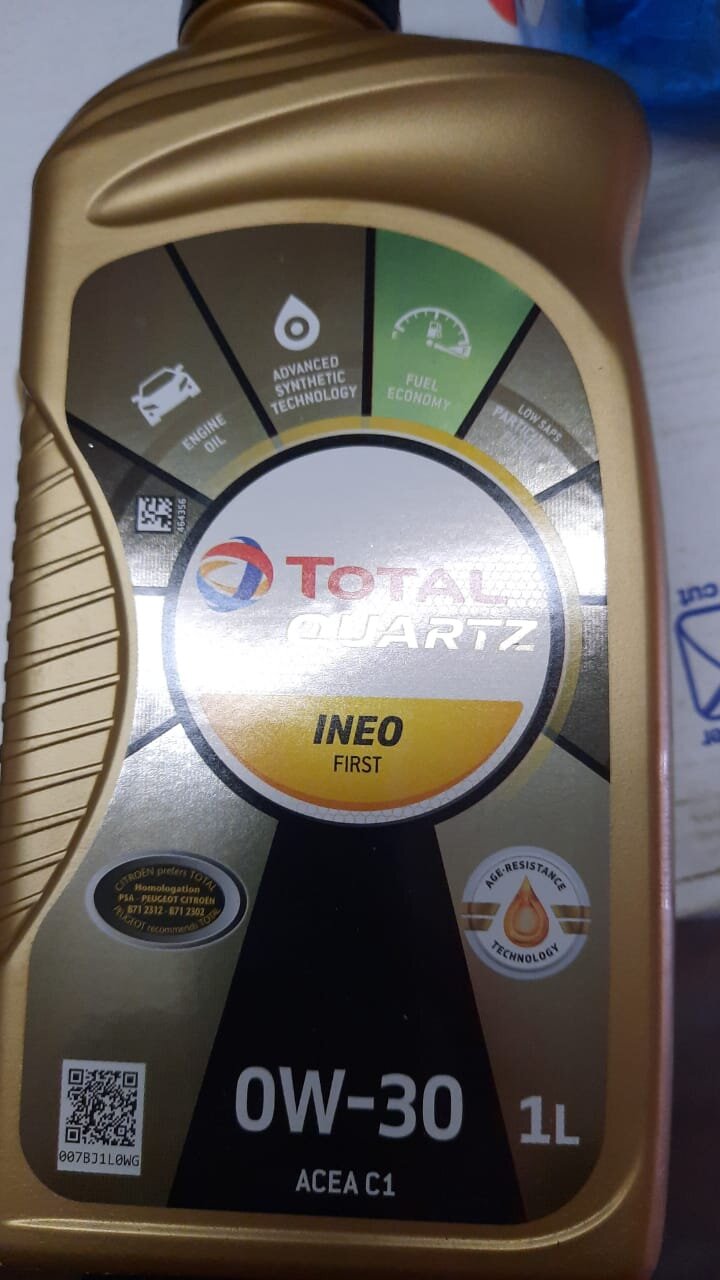 ENGINE
OIL
ADVANCED
SYNTHETIC
TECHNOLOGY
FUEL
ECONOMY
LOW SAPS
464356
TOTAL
QUARTZ
INEO
FIRST
CITROËN prefers TOTAL
Homologation
PSA - PEUGEOT CITROËN
B71 2312 - B71 2302
PEUGEOT recommends TOTAL
AGE-RESISTANCE
TECHNOLOGY
007BJ1L0WG
0W-30
1L
ACEA C1